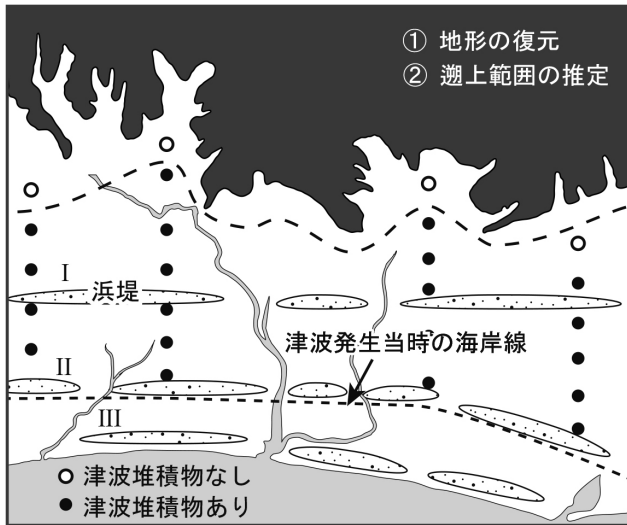 ① 地形の復元
② 遡上範囲の推定
I
浜堤
津波発生当時の海岸線
II
III
津波堆積物なし
津波堆積物あり